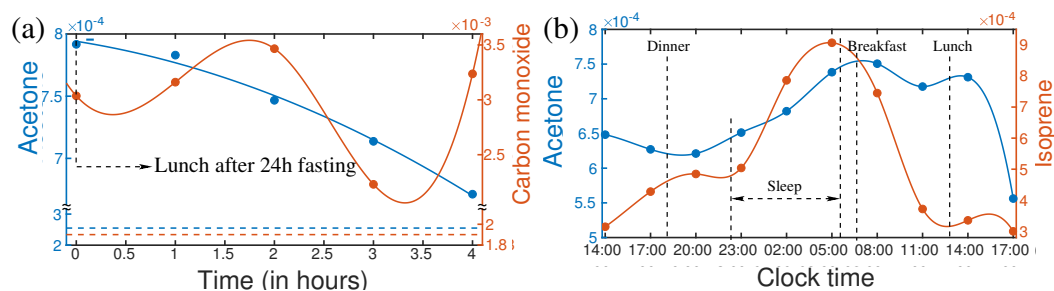 (a)
×10⁻⁴
×10⁻³
8
7.5
7
3
2
Acetone
3.5
3
2.5
2
1.8
Carbon monoxide
Lunch after 24h fasting
≈
≈
0 0.5 1 1.5 2 2.5 3 3.5 4
Time (in hours)
(b)
×10⁻⁴
×10⁻⁴
8
7.5
6.5
6
5
Acetone
9
8
7
6
5
4
3
Isoprene
Dinner
Breakfast
Lunch
Sleep
14:00 17:00 20:00 23:00 02:00 05:00 08:00 11:00 14:00 17:00
Clock time